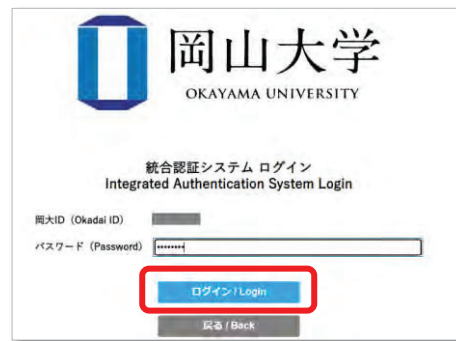 岡山大学
OKAYAMA UNIVERSITY
統合認証システム ログイン
Integrated Authentication System Login
岡大ID（Okadai ID）
パスワード（Password） ••••••••
ログイン / Login
戻る / Back